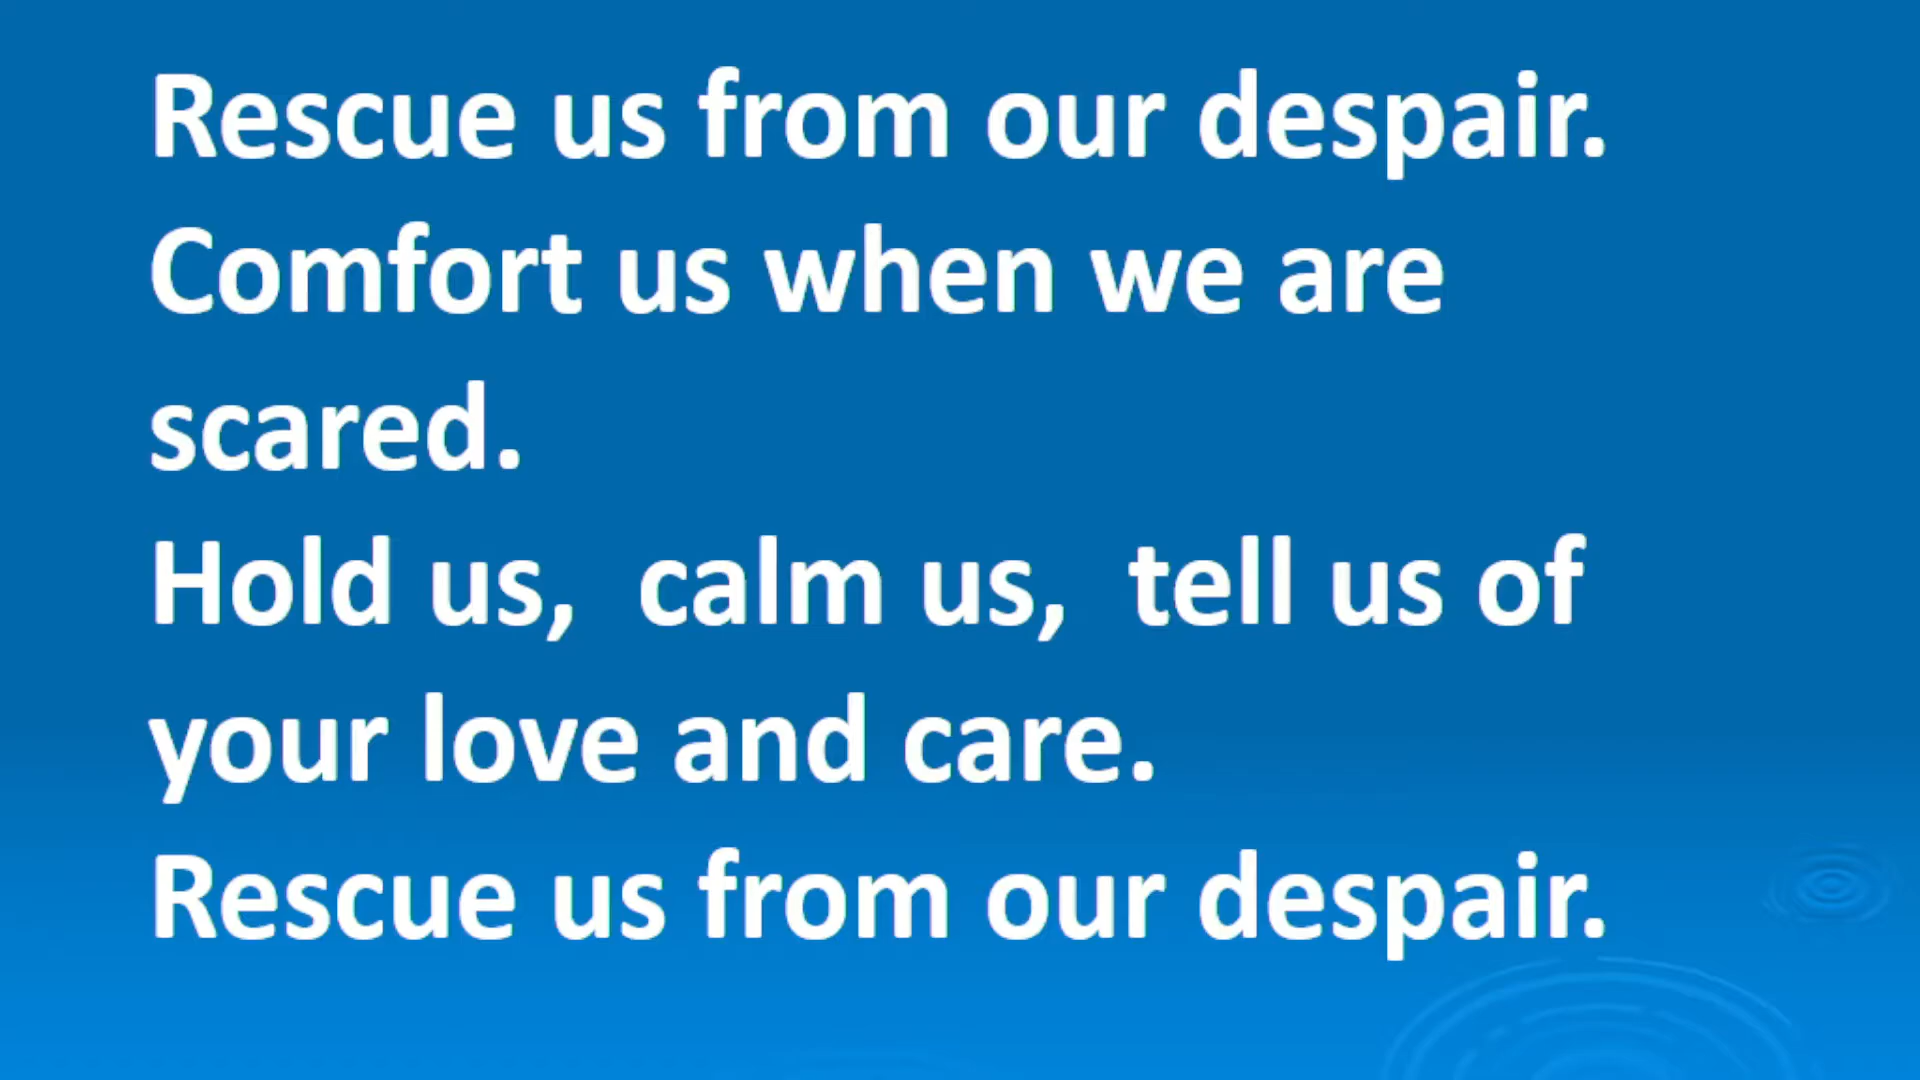 Rescue us from our despair.
Comfort us when we are
scared.
Hold us,  calm us,  tell us of
your love and care.
Rescue us from our despair.